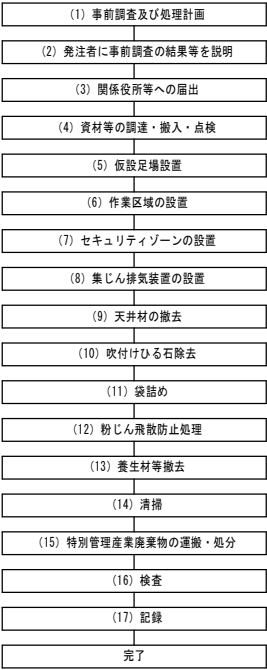 (1) 事前調査及び処理計画
(2) 発注者に事前調査の結果等を説明
(3) 関係役所等への届出
(4) 資材等の調達・搬入・点検
(5) 仮設足場設置
(6) 作業区域の設置
(7) セキュリティゾーンの設置
(8) 集じん排気装置の設置
(9) 天井材の撤去
(10) 吹付けひる石除去
(11) 袋詰め
(12) 粉じん飛散防止処理
(13) 養生材等撤去
(14) 清掃
(15) 特別管理産業廃棄物の運搬・処分
(16) 検査
(17) 記録
完了